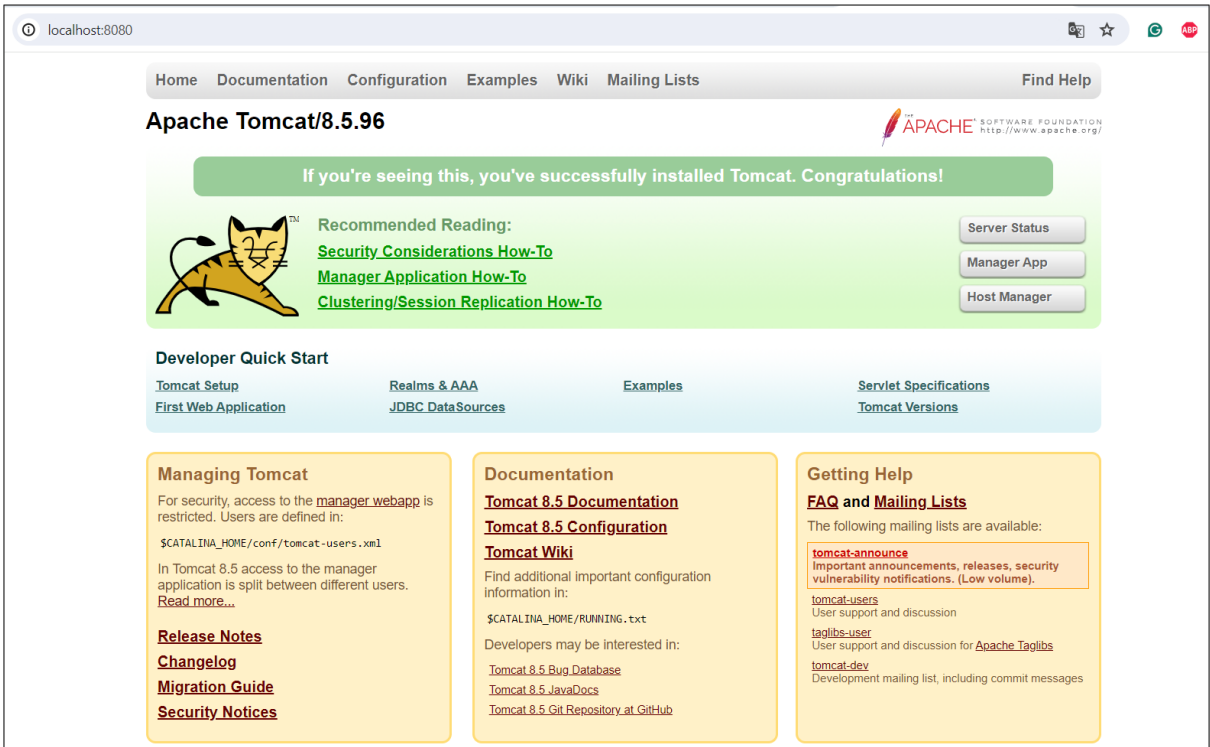 localhost:8080
Home Documentation Configuration Examples Wiki Mailing Lists Find Help
Apache Tomcat/8.5.96
THE
APACHE SOFTWARE FOUNDATION
http://www.apache.org/
If you're seeing this, you've successfully installed Tomcat. Congratulations!
TM
Recommended Reading:
Security Considerations How-To
Manager Application How-To
Clustering/Session Replication How-To
Server Status
Manager App
Host Manager
Developer Quick Start
Tomcat Setup
First Web Application
Realms & AAA
JDBC DataSources
Examples
Servlet Specifications
Tomcat Versions
Managing Tomcat
For security, access to the manager webapp is
restricted. Users are defined in:
$CATALINA_HOME/conf/tomcat-users.xml
In Tomcat 8.5 access to the manager
application is split between different users.
Read more...
Release Notes
Changelog
Migration Guide
Security Notices
Documentation
Tomcat 8.5 Documentation
Tomcat 8.5 Configuration
Tomcat Wiki
Find additional important configuration
information in:
$CATALINA_HOME/RUNNING.txt
Developers may be interested in:
Tomcat 8.5 Bug Database
Tomcat 8.5 JavaDocs
Tomcat 8.5 Git Repository at GitHub
Getting Help
FAQ and Mailing Lists
The following mailing lists are available:
tomcat-announce
Important announcements, releases, security
vulnerability notifications. (Low volume).
tomcat-users
User support and discussion
taglibs-user
User support and discussion for Apache Taglibs
tomcat-dev
Development mailing list, including commit messages
ABP